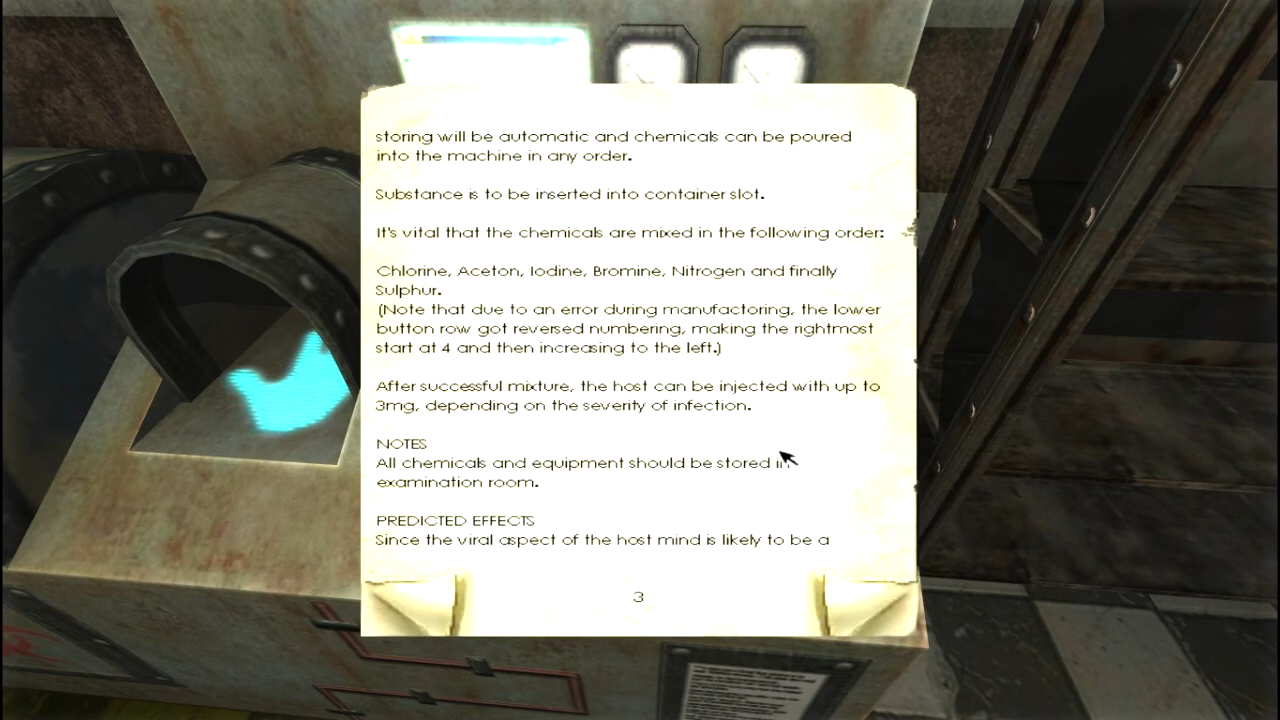 storing will be automatic and chemicals can be poured
into the machine in any order.
Substance is to be inserted into container slot.
It's vital that the chemicals are mixed in the following order:
Chlorine, Aceton, Iodine, Bromine, Nitrogen and finally
Sulphur.
(Note that due to an error during manufactoring, the lower
button row got reversed numbering, making the rightmost
start at 4 and then increasing to the left.)
After successful mixture, the host can be injected with up to
3mg, depending on the severity of infection.
NOTES
All chemicals and equipment should be stored in
examination room.
PREDICTED EFFECTS
Since the viral aspect of the host mind is likely to be a
3